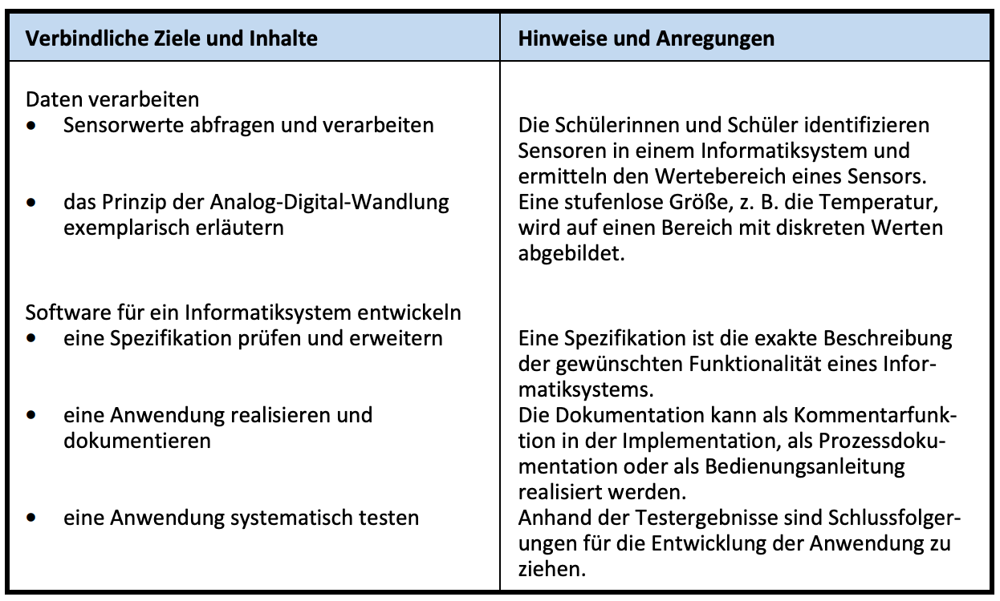 Verbindliche Ziele und Inhalte
Hinweise und Anregungen
Daten verarbeiten
• Sensorwerte abfragen und verarbeiten
Die Schülerinnen und Schüler identifizieren
Sensoren in einem Informatiksystem und
ermitteln den Wertebereich eines Sensors.
• das Prinzip der Analog-Digital-Wandlung
exemplarisch erläutern
Eine stufenlose Größe, z. B. die Temperatur,
wird auf einen Bereich mit diskreten Werten
abgebildet.
Software für ein Informatiksystem entwickeln
• eine Spezifikation prüfen und erweitern
Eine Spezifikation ist die exakte Beschreibung
der gewünschten Funktionalität eines Infor-
matiksystems.
• eine Anwendung realisieren und
dokumentieren
Die Dokumentation kann als Kommentarfunk-
tion in der Implementation, als Prozessdoku-
mentation oder als Bedienungsanleitung
realisiert werden.
• eine Anwendung systematisch testen
Anhand der Testergebnisse sind Schlussfolger-
ungen für die Entwicklung der Anwendung zu
ziehen.